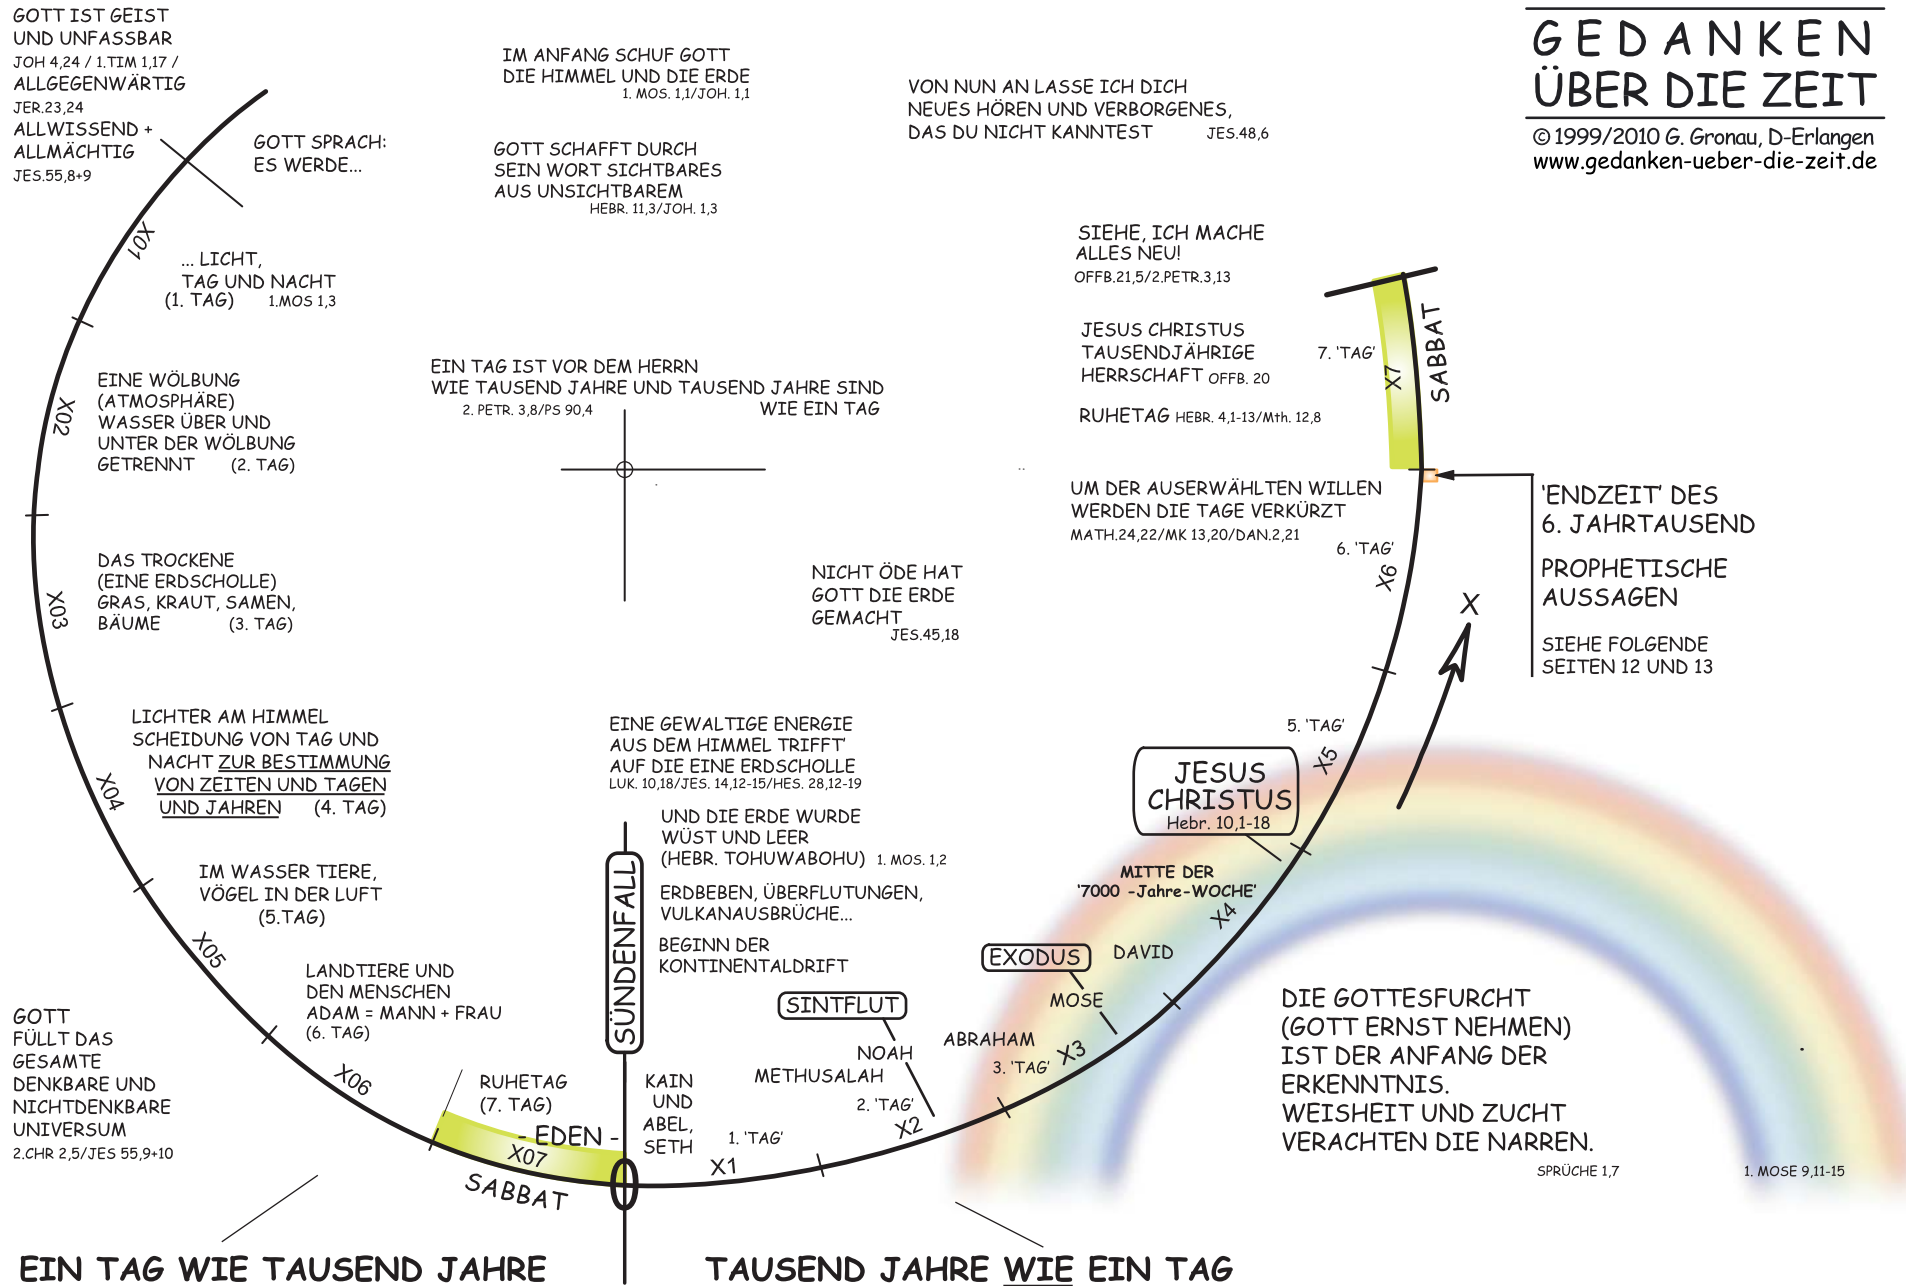 GOTT IST GEIST
UND UNFASSBAR
JOH 4,24 / 1.TIM 1,17 /
ALLGEGENWÄRTIG
JER.23,24
ALLWISSEND +
ALLMÄCHTIG
JES.55,8+9
GOTT SPRACH:
ES WERDE...
IM ANFANG SCHUF GOTT
DIE HIMMEL UND DIE ERDE
1. MOS. 1,1/JOH. 1,1
GOTT SCHAFFT DURCH
SEIN WORT SICHTBARES
AUS UNSICHTBAREM
HEBR. 11,3/JOH. 1,3
VON NUN AN LASSE ICH DICH
NEUES HÖREN UND VERBORGENES,
DAS DU NICHT KANNTEST JES.48,6
GEDANKEN
ÜBER DIE ZEIT
© 1999/2010 G. Gronau, D-Erlangen
www.gedanken-ueber-die-zeit.de
X01
... LICHT,
TAG UND NACHT
(1. TAG) 1.MOS 1,3
X02
EINE WÖLBUNG
(ATMOSPHÄRE)
WASSER ÜBER UND
UNTER DER WÖLBUNG
GETRENNT (2. TAG)
X03
DAS TROCKENE
(EINE ERDSCHOLLE)
GRAS, KRAUT, SAMEN,
BÄUME (3. TAG)
X04
LICHTER AM HIMMEL
SCHEIDUNG VON TAG UND
NACHT ZUR BESTIMMUNG
VON ZEITEN UND TAGEN
UND JAHREN (4. TAG)
X05
IM WASSER TIERE,
VÖGEL IN DER LUFT
(5.TAG)
X06
LANDTIERE UND
DEN MENSCHEN
ADAM = MANN + FRAU
(6. TAG)
RUHETAG
(7. TAG)
- EDEN -
X07
SABBAT
GOTT
FÜLLT DAS
GESAMTE
DENKBARE UND
NICHTDENKBARE
UNIVERSUM
2.CHR 2,5/JES 55,9+10
EIN TAG IST VOR DEM HERRN
WIE TAUSEND JAHRE UND TAUSEND JAHRE SIND
2. PETR. 3,8/PS 90,4 WIE EIN TAG
NICHT ÖDE HAT
GOTT DIE ERDE
GEMACHT
JES.45,18
EINE GEWALTIGE ENERGIE
AUS DEM HIMMEL TRIFFT
AUF DIE EINE ERDSCHOLLE
LUK. 10,18/JES. 14,12-15/HES. 28,12-19
UND DIE ERDE WURDE
WÜST UND LEER
(HEBR. TOHUWABOHU) 1. MOS. 1,2
ERDBEBEN, ÜBERFLUTUNGEN,
VULKANAUSBRÜCHE...
BEGINN DER
KONTINENTALDRIFT
SÜNDENFALL
KAIN
UND
ABEL,
SETH
1. 'TAG'
X1
SINTFLUT
NOAH
METHUSALAH
2. 'TAG'
X2
EXODUS
MOSE
ABRAHAM
3. 'TAG'
X3
DAVID
X4
MITTE DER
'7000 -Jahre-WOCHE'
JESUS
CHRISTUS
Hebr. 10,1-18
5. 'TAG'
X5
6. 'TAG'
X6
UM DER AUSERWÄHLTEN WILLEN
WERDEN DIE TAGE VERKÜRZT
MATH.24,22/MK 13,20/DAN.2,21
SIEHE, ICH MACHE
ALLES NEU!
OFFB.21,5/2.PETR.3,13
JESUS CHRISTUS
TAUSENDJÄHRIGE
HERRSCHAFT OFFB. 20
RUHETAG HEBR. 4,1-13/Mth. 12,8
7. 'TAG'
X7
SABBAT
'ENDZEIT' DES
6. JAHRTAUSEND
PROPHETISCHE
AUSSAGEN
SIEHE FOLGENDE
SEITEN 12 UND 13
X
DIE GOTTESFURCHT
(GOTT ERNST NEHMEN)
IST DER ANFANG DER
ERKENNTNIS.
WEISHEIT UND ZUCHT
VERACHTEN DIE NARREN.
SPRÜCHE 1,7
1. MOSE 9,11-15
EIN TAG WIE TAUSEND JAHRE
TAUSEND JAHRE WIE EIN TAG